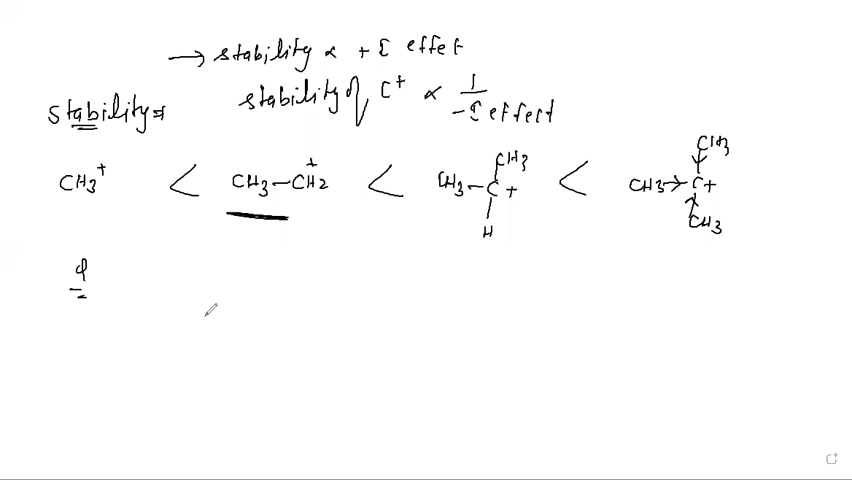 → stability ∝ + I effect
stability of C+ ∝ 1/-I effect
stability ⇒
CH3+ < CH3-CH2+ < CH3-C+ (CH3, H) < CH3→C+ (CH3, CH3)
Q
C+